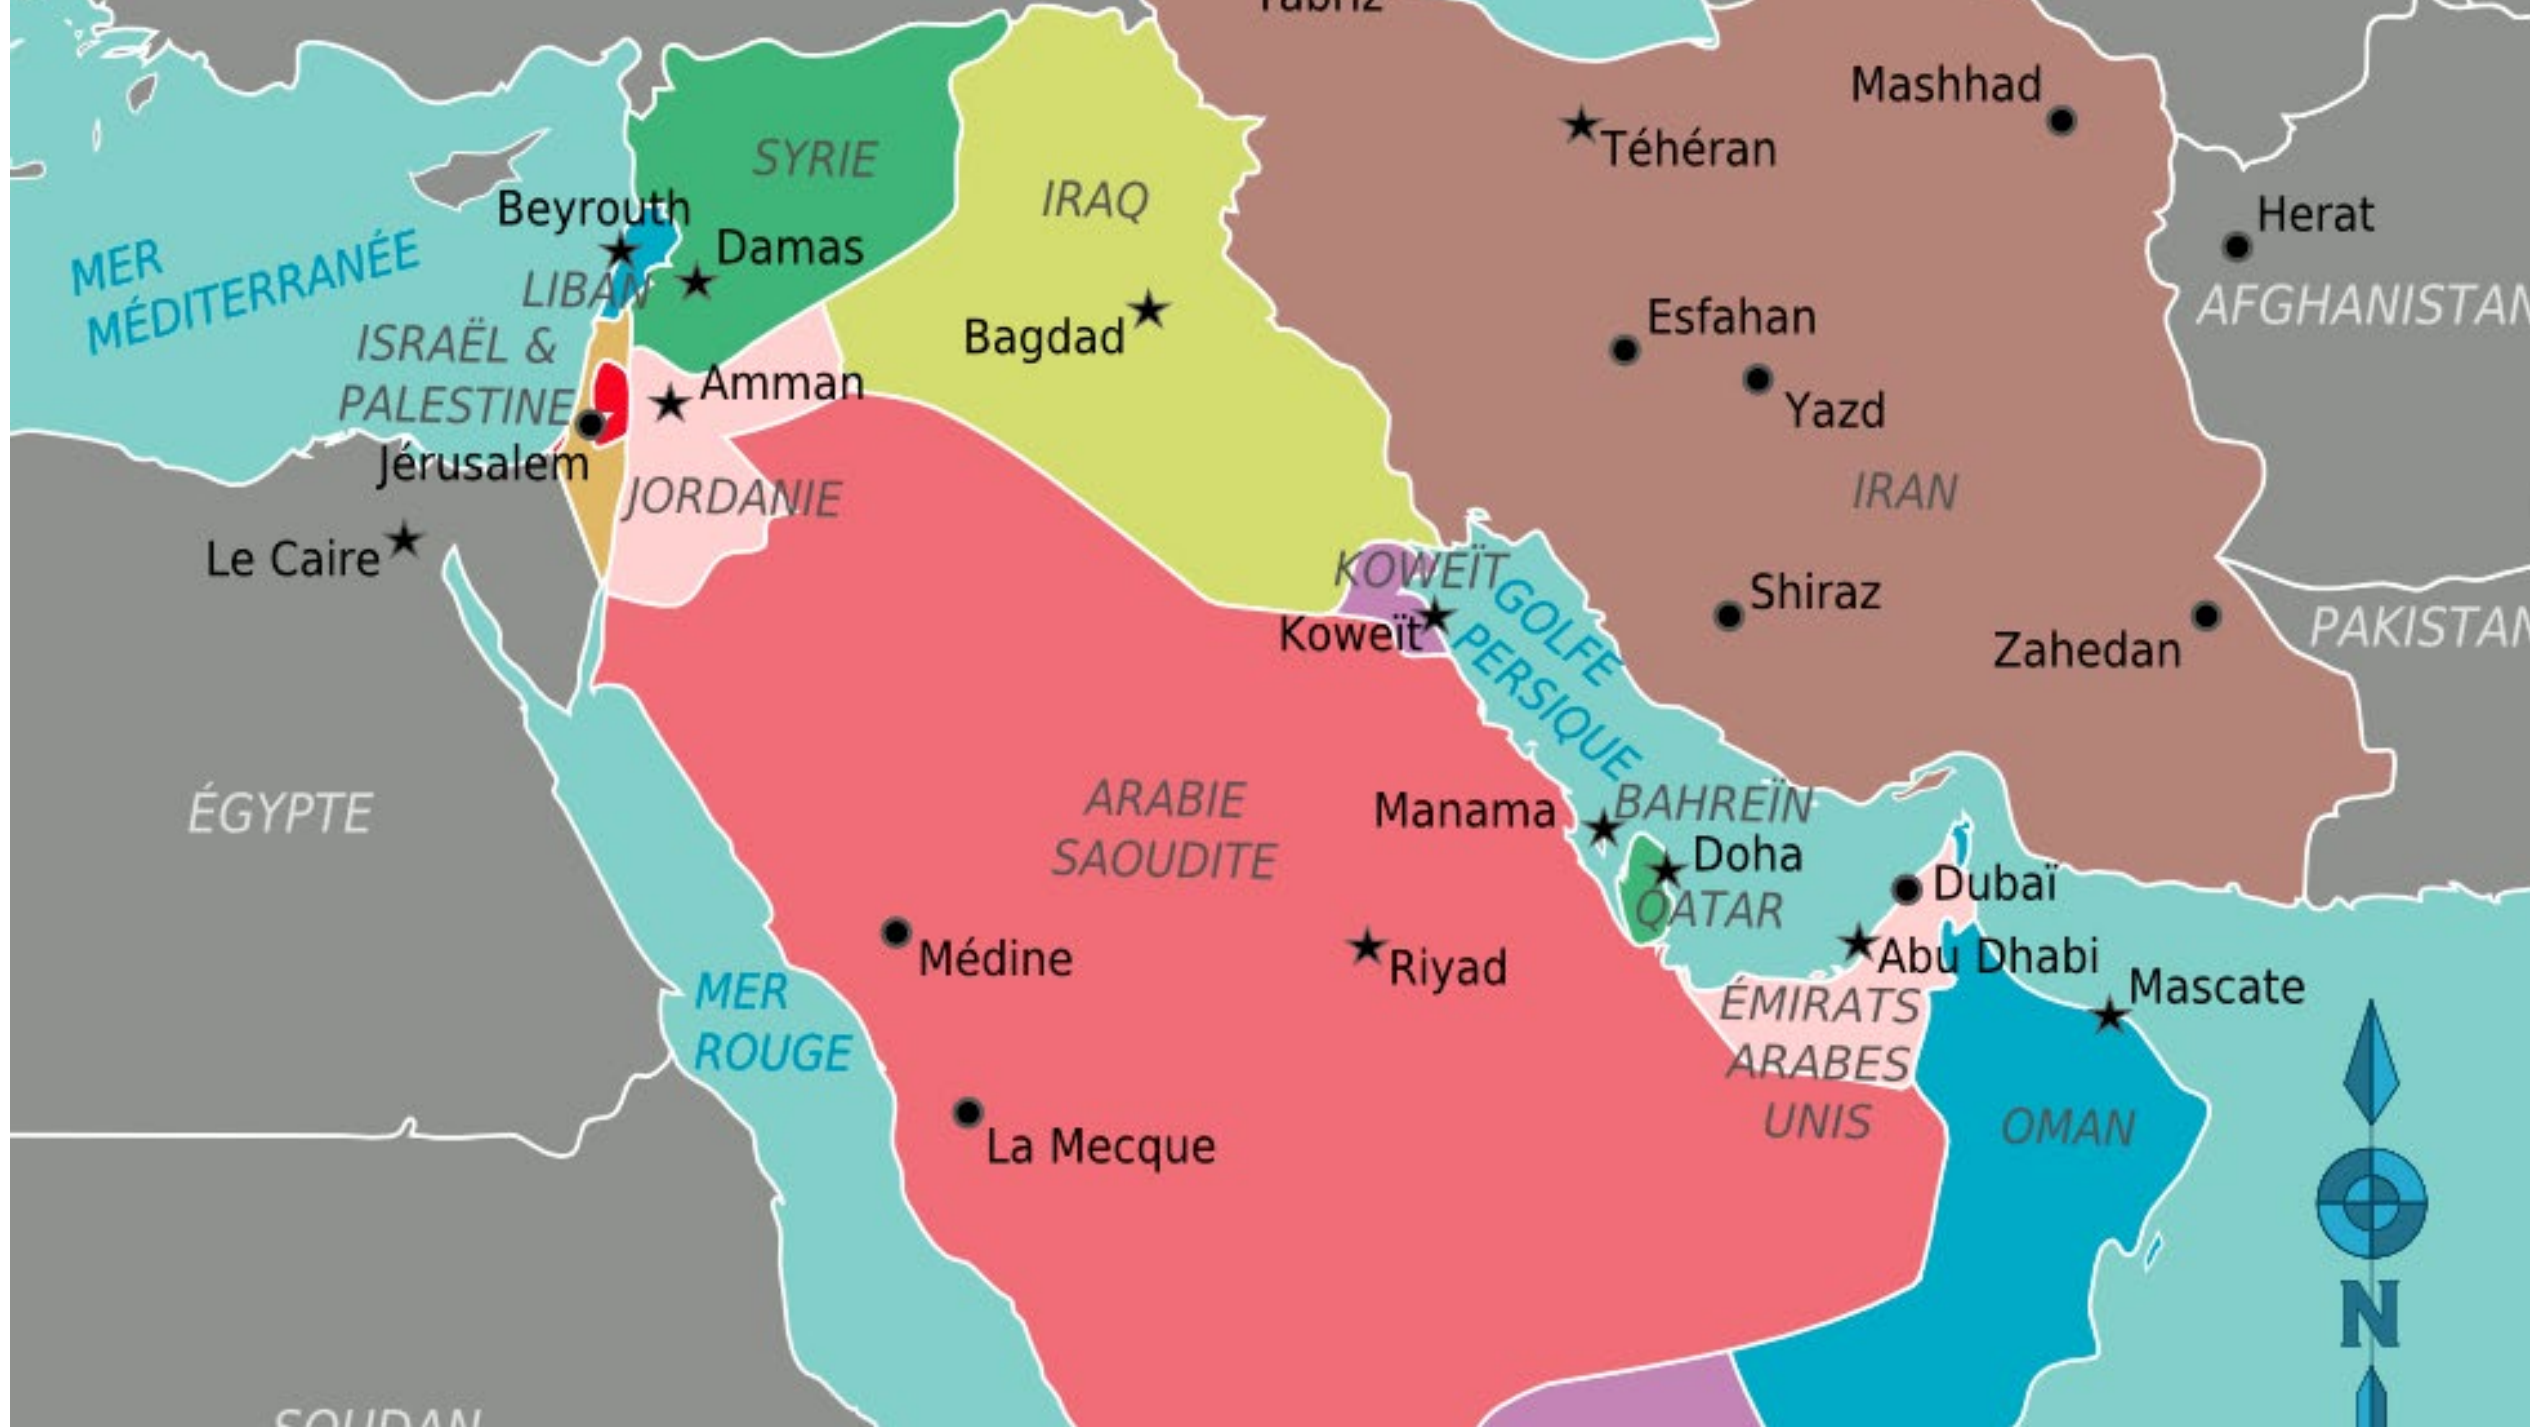 Tabriz
Mashhad
Téhéran
SYRIE
IRAQ
Beyrouth
Herat
Damas
MER
MÉDITERRANÉE
LIBAN
AFGHANISTAN
Bagdad
Esfahan
ISRAËL &
PALESTINE
Amman
Yazd
Jérusalem
JORDANIE
IRAN
Le Caire
KOWEÏT
Koweït
GOLFE
PERSIQUE
Shiraz
Zahedan
PAKISTAN
ÉGYPTE
ARABIE
SAOUDITE
Manama
BAHREÏN
Doha
QATAR
Dubaï
Médine
Riyad
Abu Dhabi
Mascate
MER
ROUGE
ÉMIRATS
ARABES
UNIS
La Mecque
OMAN
N
SOUDAN